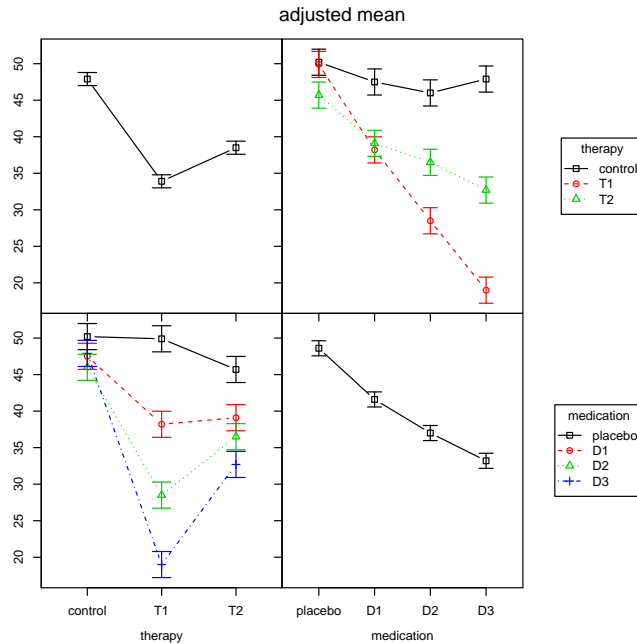 adjusted mean
50
45
40
35
30
25
20
therapy
control
T1
T2
50
45
40
35
30
25
20
medication
placebo
D1
D2
D3
control T1 T2
placebo D1 D2 D3
therapy
medication